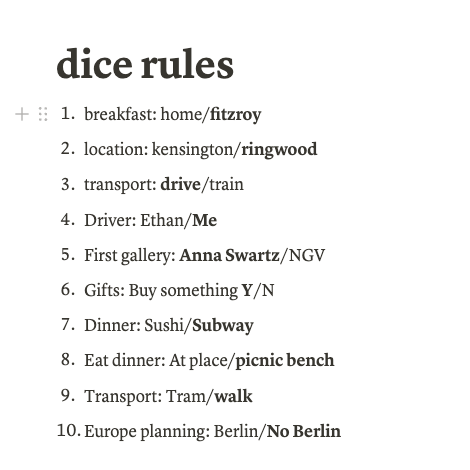 dice rules
1. breakfast: home/fitzroy
2. location: kensington/ringwood
3. transport: drive/train
4. Driver: Ethan/Me
5. First gallery: Anna Swartz/NGV
6. Gifts: Buy something Y/N
7. Dinner: Sushi/Subway
8. Eat dinner: At place/picnic bench
9. Transport: Tram/walk
10. Europe planning: Berlin/No Berlin